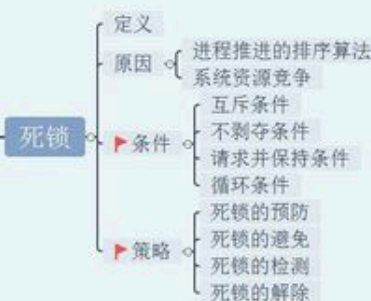 死锁
定义
原因
进程推进的排序算法
系统资源竞争
条件
互斥条件
不剥夺条件
请求并保持条件
循环条件
策略
死锁的预防
死锁的避免
死锁的检测
死锁的解除